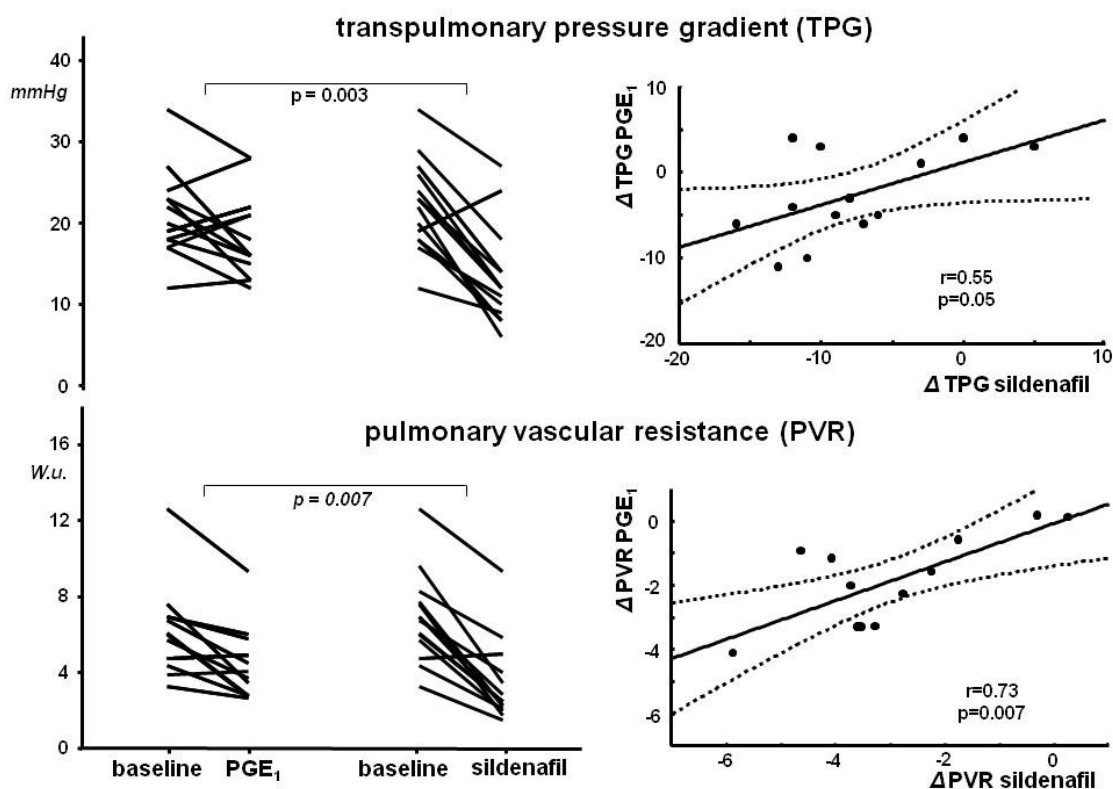 transpulmonary pressure gradient (TPG)
40
mmHg
30
20
10
0
p = 0.003
10
0
-10
-20
Δ TPG PGE₁
r=0.55
p=0.05
-20
-10
0
10
Δ TPG sildenafil
pulmonary vascular resistance (PVR)
16
W.u.
12
8
4
0
p = 0.007
baseline
PGE₁
baseline
sildenafil
0
-2
-4
-6
Δ PVR PGE₁
r=0.73
p=0.007
-6
-4
-2
0
Δ PVR sildenafil